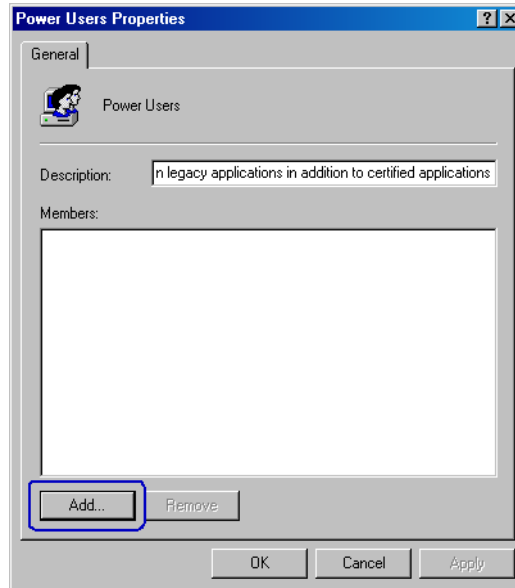 Power Users Properties
General
Power Users
Description: n legacy applications in addition to certified applications
Members:
Add... Remove
OK Cancel Apply